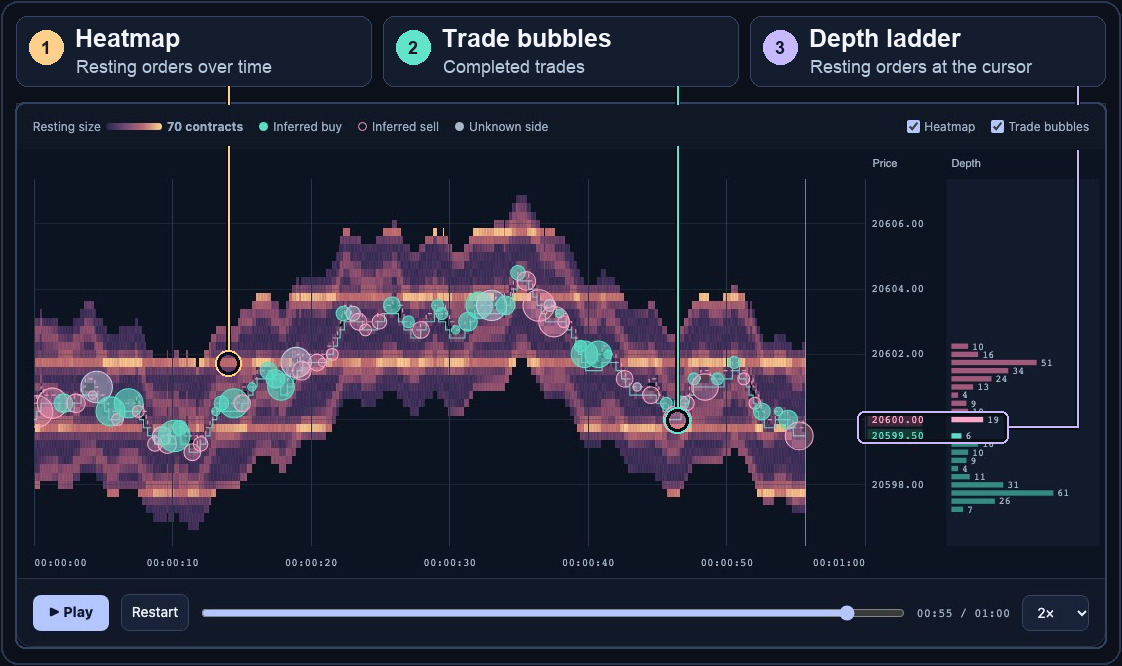 1 Heatmap
Resting orders over time
2 Trade bubbles
Completed trades
3 Depth ladder
Resting orders at the cursor
Resting size 70 contracts Inferred buy Inferred sell Unknown side Heatmap Trade bubbles
Price Depth
20606.00
20604.00
20602.00
20600.00
20599.50
20598.00
10
16
51
34
24
13
4
9
19
6
10
9
4
11
31
61
26
7
00:00:00 00:00:10 00:00:20 00:00:30 00:00:40 00:00:50 00:01:00
Play Restart 00:55 / 01:00 2x